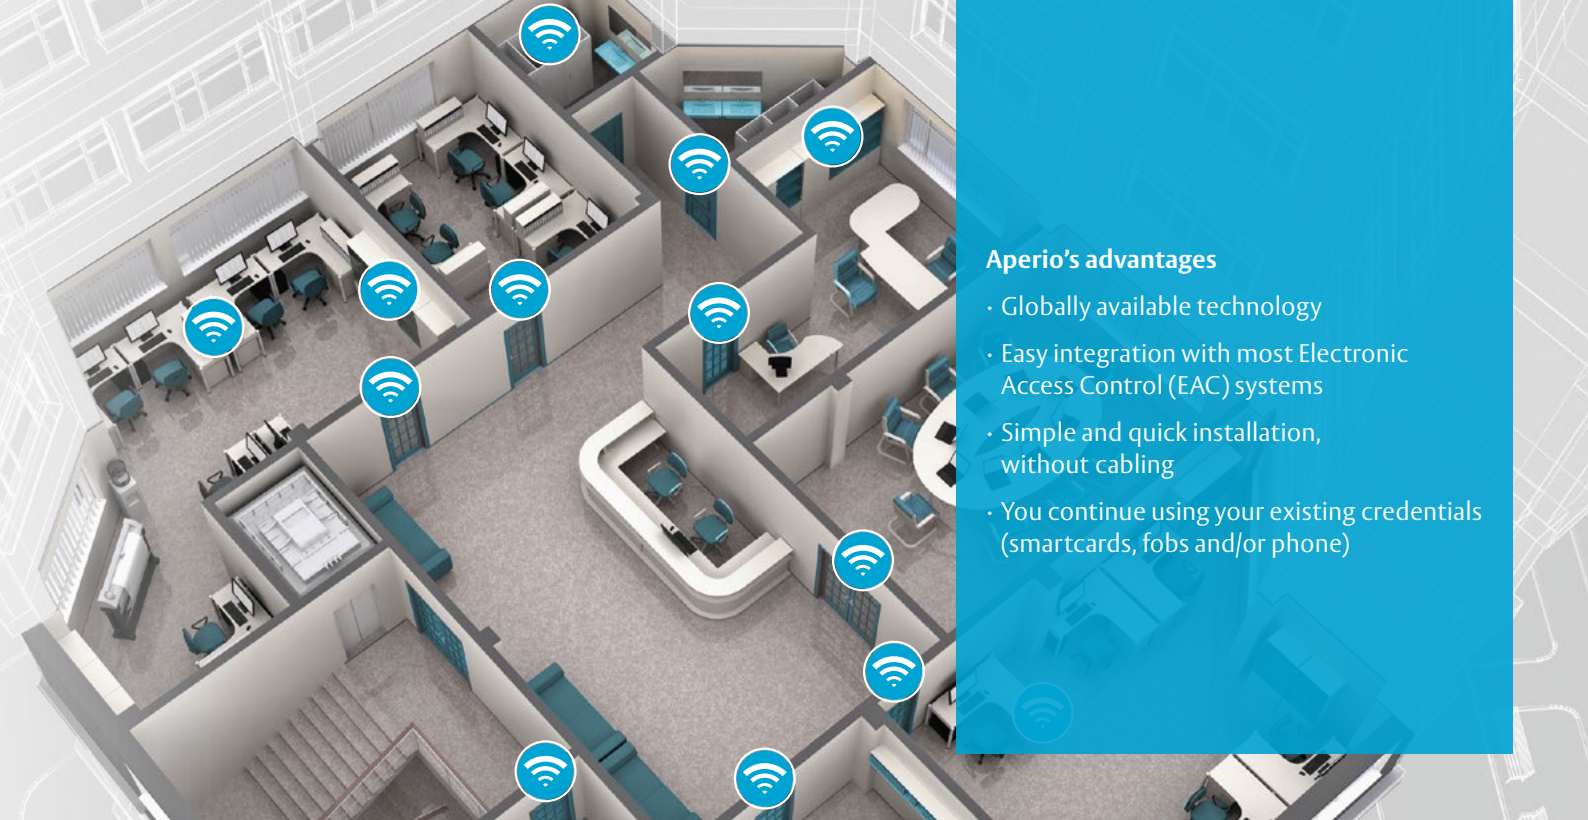 Aperio’s advantages
· Globally available technology
· Easy integration with most Electronic
Access Control (EAC) systems
· Simple and quick installation,
without cabling
· You continue using your existing credentials
(smartcards, fobs and/or phone)